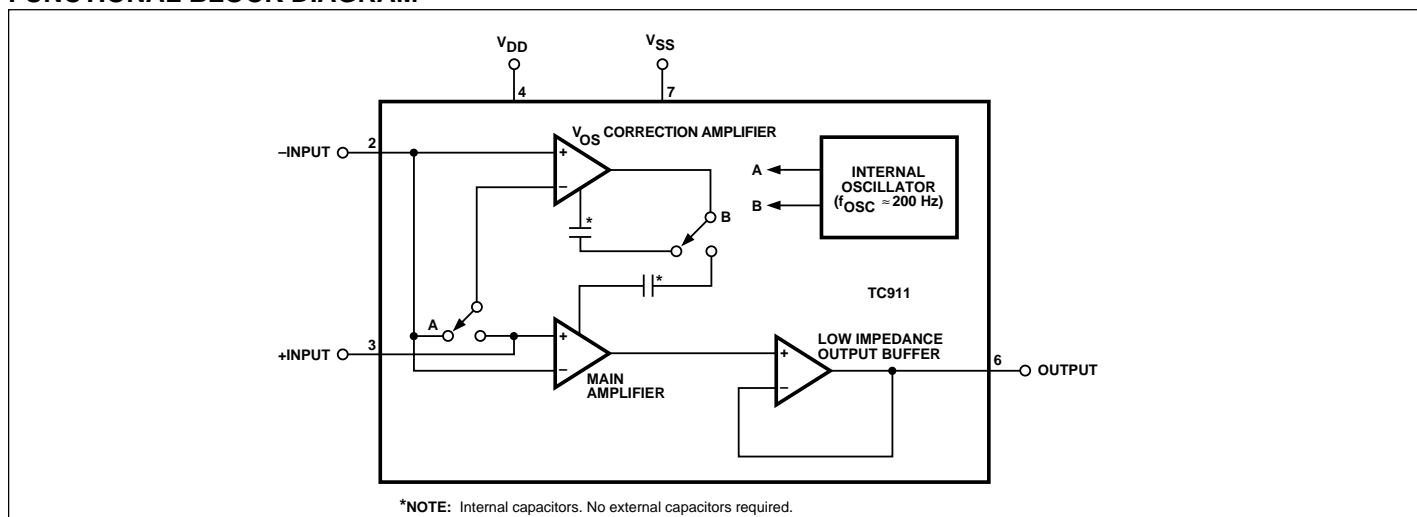 VDD
VSS
4
7
VOS CORRECTION AMPLIFIER
–INPUT
2
+
–
A
B
INTERNAL
OSCILLATOR
(fOSC ≈ 200 Hz)
*
B
*
TC911
A
+INPUT
3
+
–
MAIN
AMPLIFIER
LOW IMPEDANCE
OUTPUT BUFFER
+
–
6
OUTPUT
*NOTE: Internal capacitors. No external capacitors required.